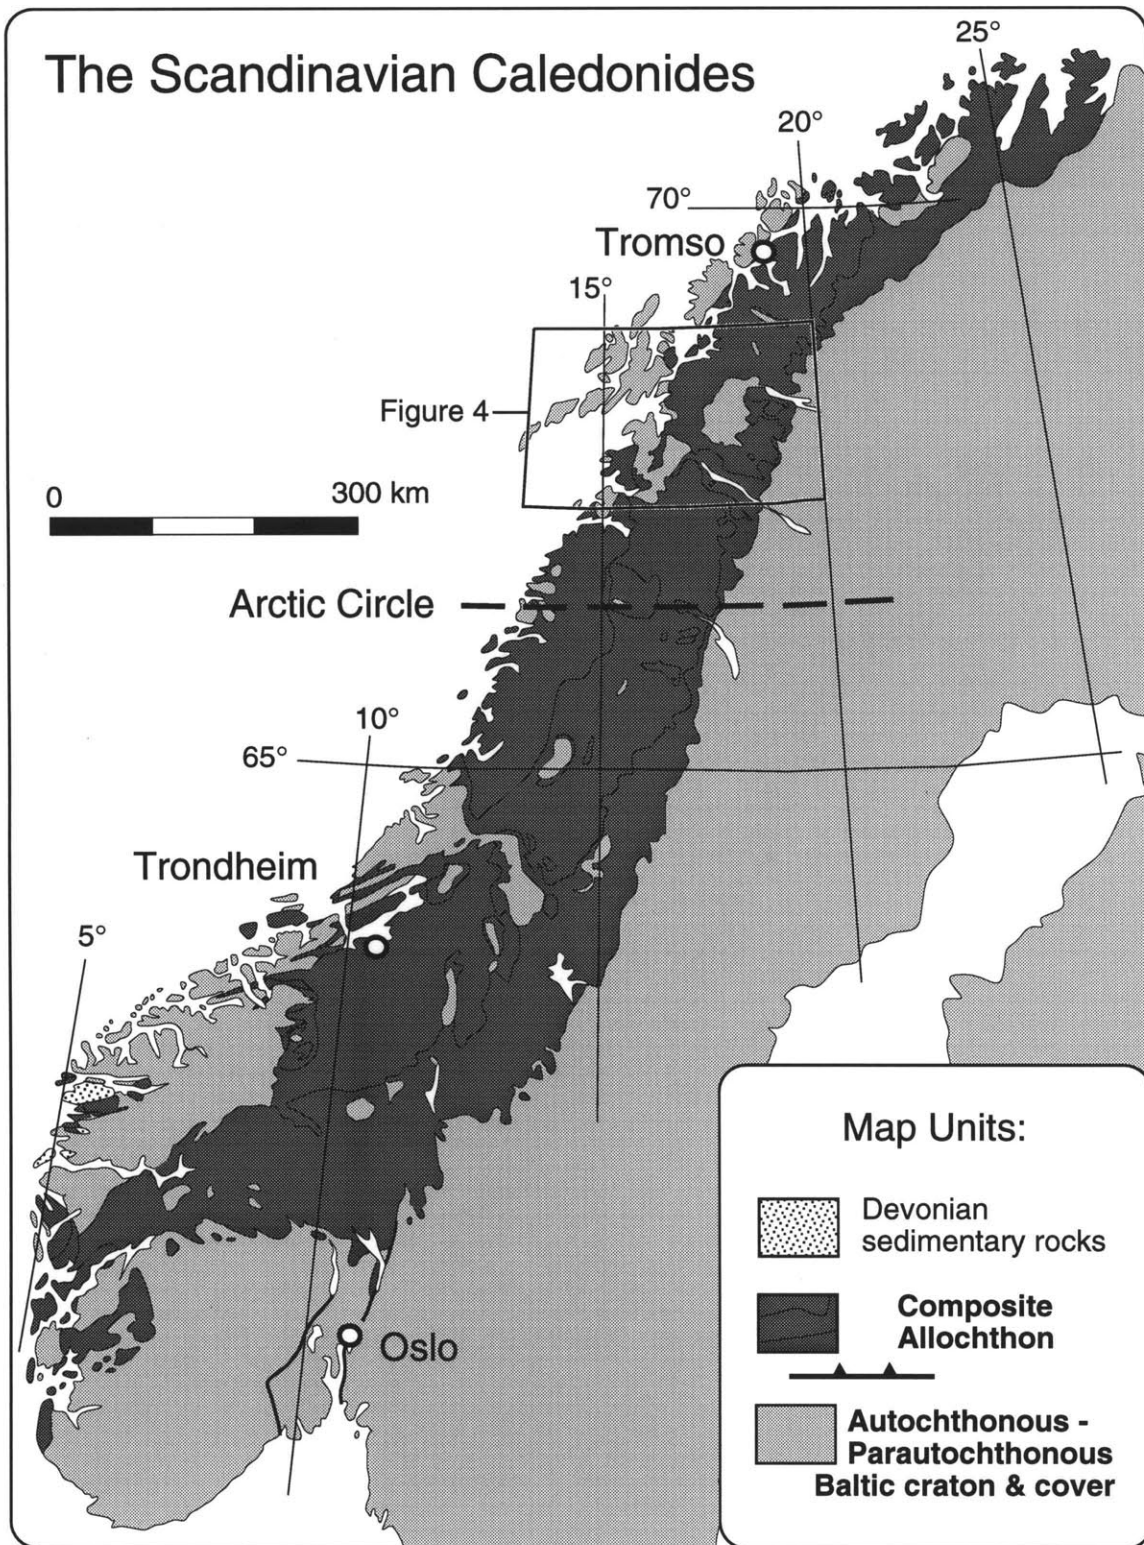 The Scandinavian Caledonides
25°
20°
70°
Tromso
15°
Figure 4
0
300 km
Arctic Circle
10°
65°
Trondheim
5°
Oslo
Map Units:
Devonian
sedimentary rocks
Composite
Allochthon
Autochthonous -
Parautochthonous
Baltic craton & cover